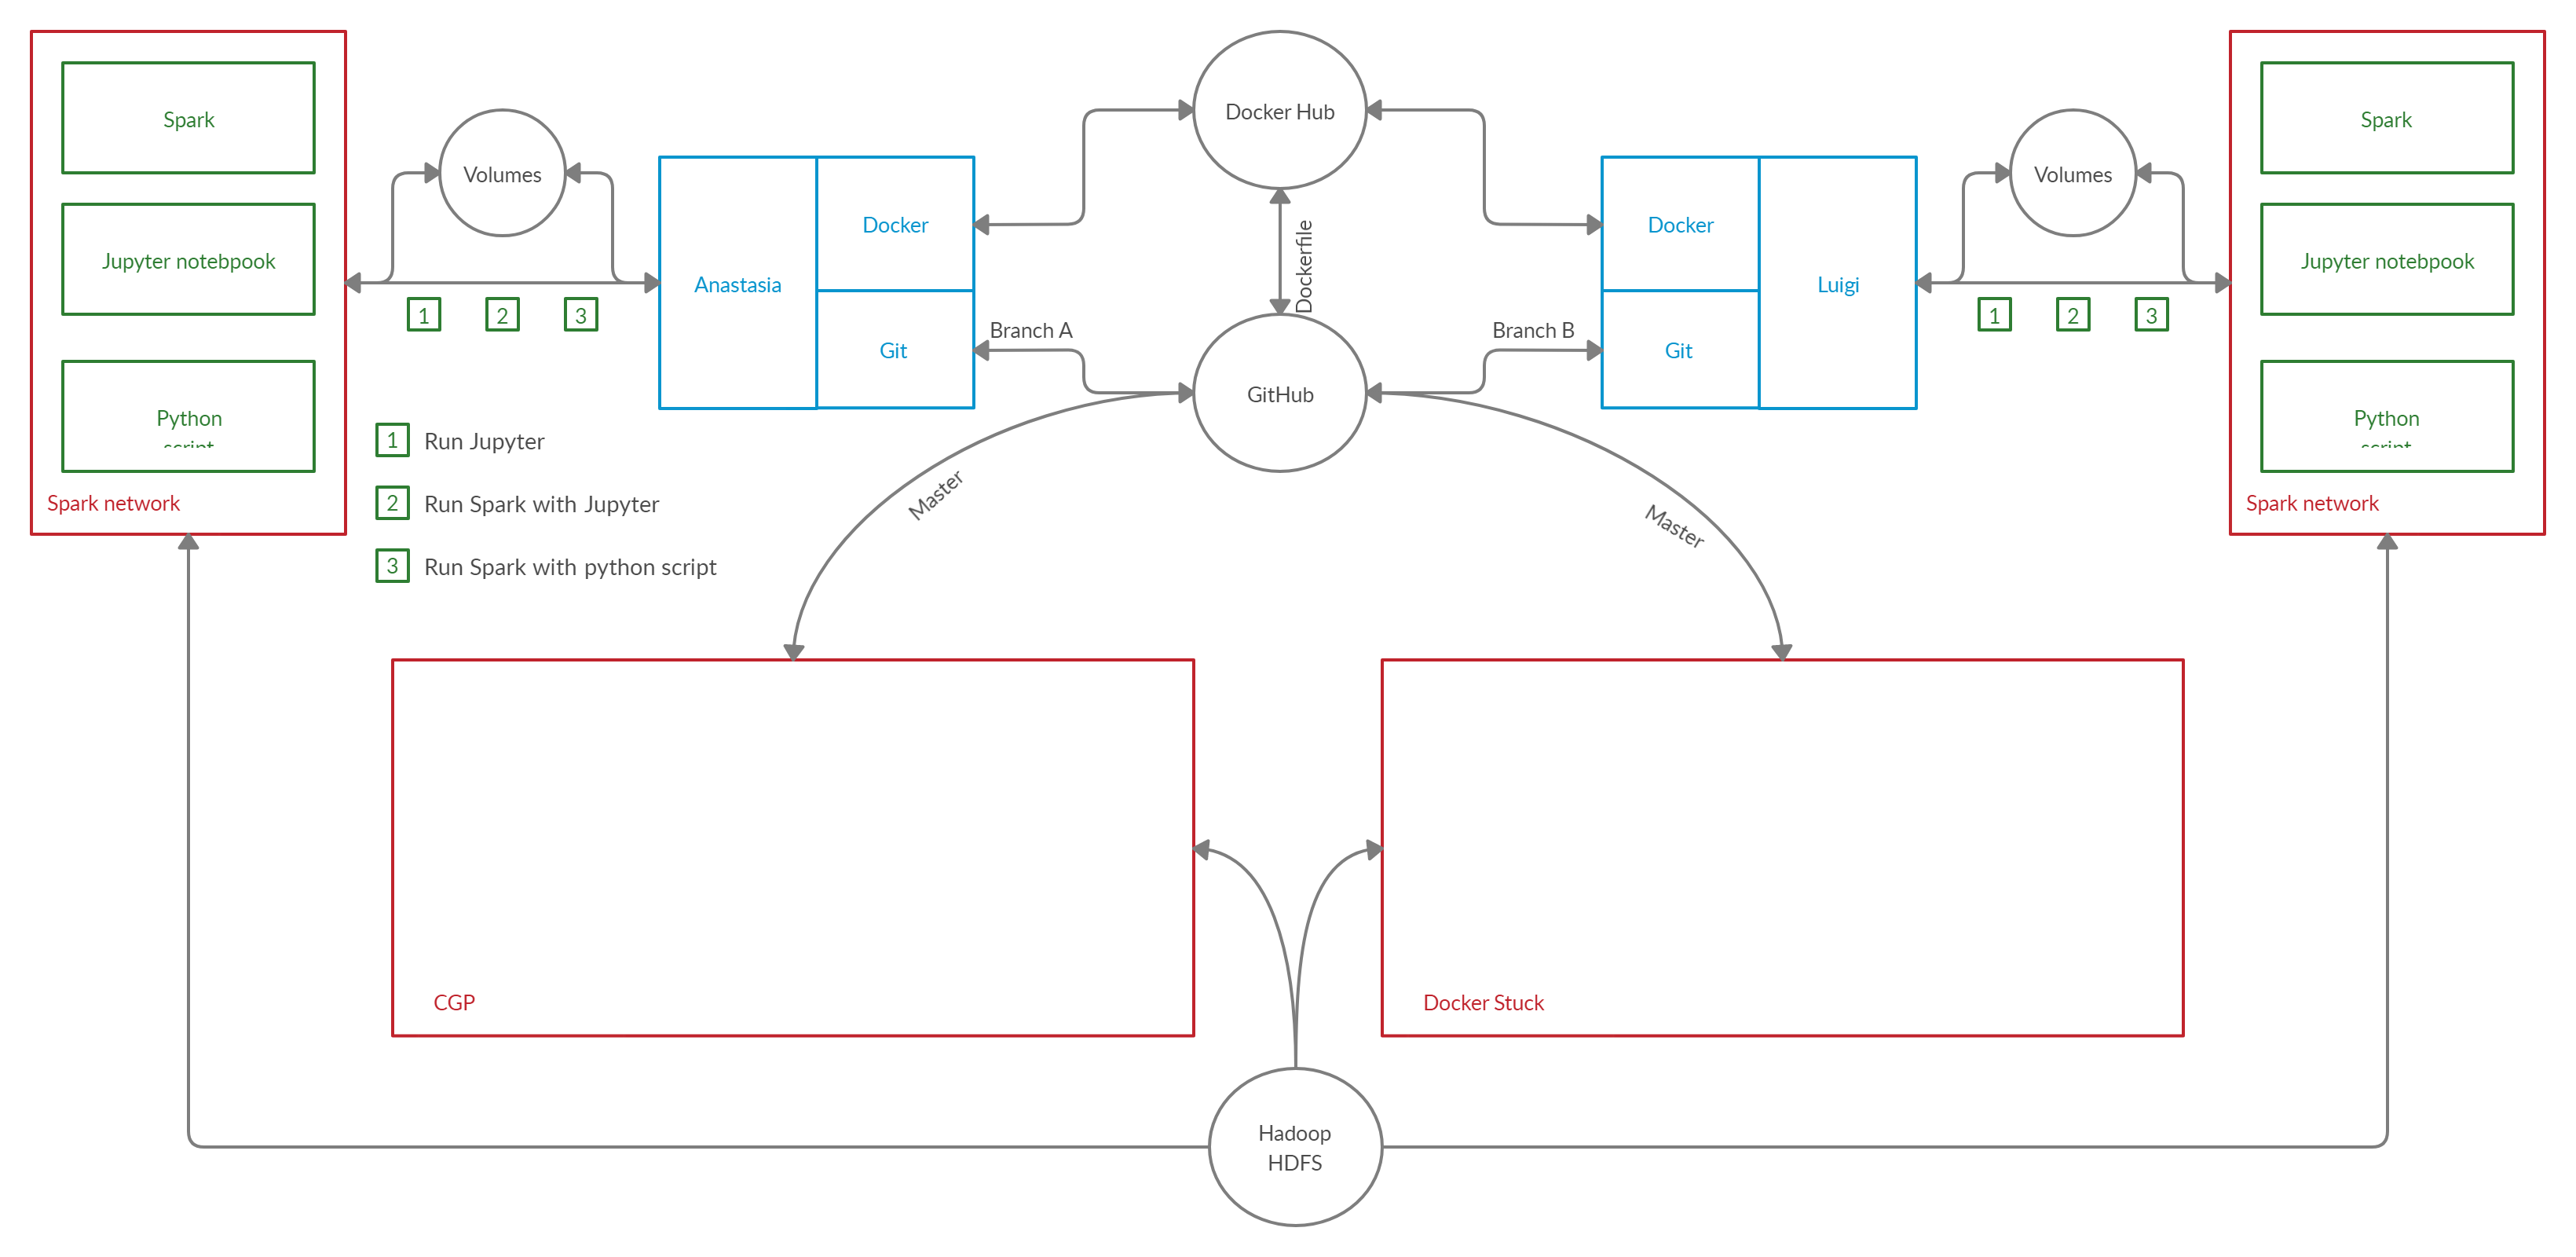 Spark
Jupyter notebpook
Python
script
Spark network
Volumes
1
2
3
Anastasia
Docker
Git
1 Run Jupyter
2 Run Spark with Jupyter
3 Run Spark with python script
Docker Hub
Dockerfile
GitHub
Branch A
Branch B
Master
Master
Docker
Git
Luigi
Volumes
1
2
3
Spark
Jupyter notebpook
Python
script
Spark network
CGP
Docker Stuck
Hadoop
HDFS